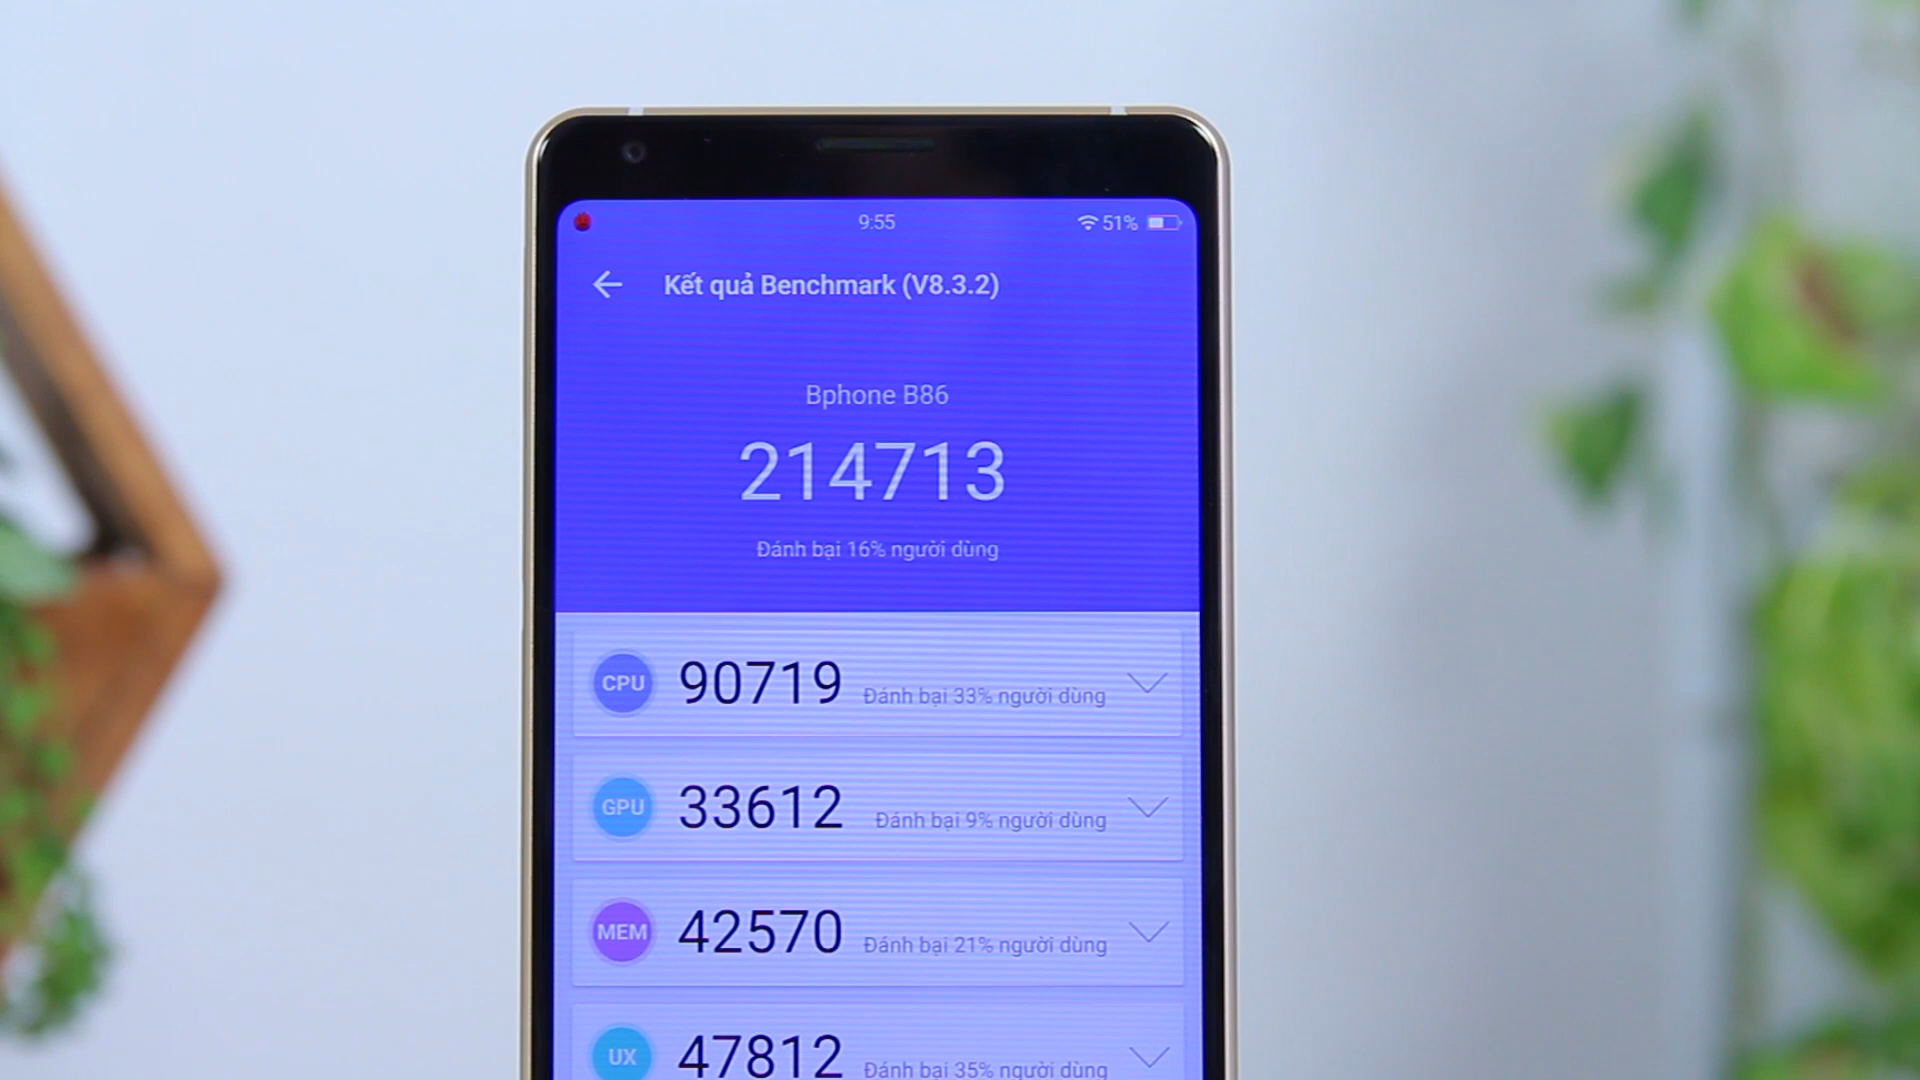 9:55
51%
Kết quả Benchmark (V8.3.2)
Bphone B86
214713
Đánh bại 16% người dùng
CPU 90719 Đánh bại 33% người dùng
GPU 33612 Đánh bại 9% người dùng
MEM 42570 Đánh bại 21% người dùng
UX 47812 Đánh bại 35% người dùng